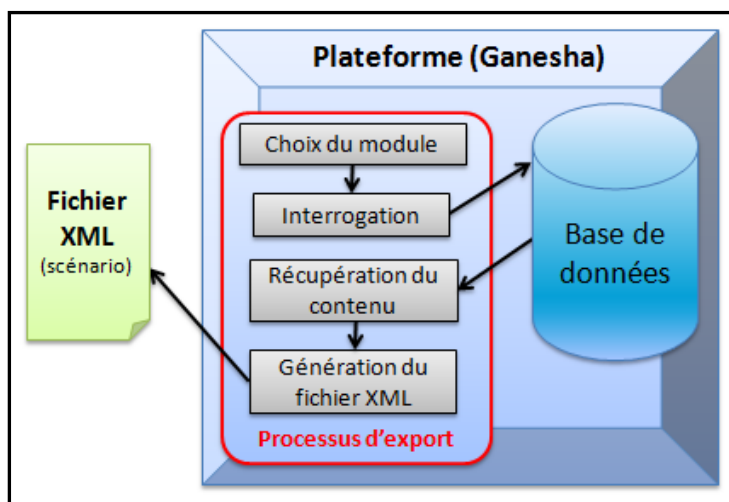 Plateforme (Ganesha)
Choix du module
Interrogation
Récupération du
contenu
Génération du
fichier XML
Processus d'export
Fichier
XML
(scénario)
Base de
données